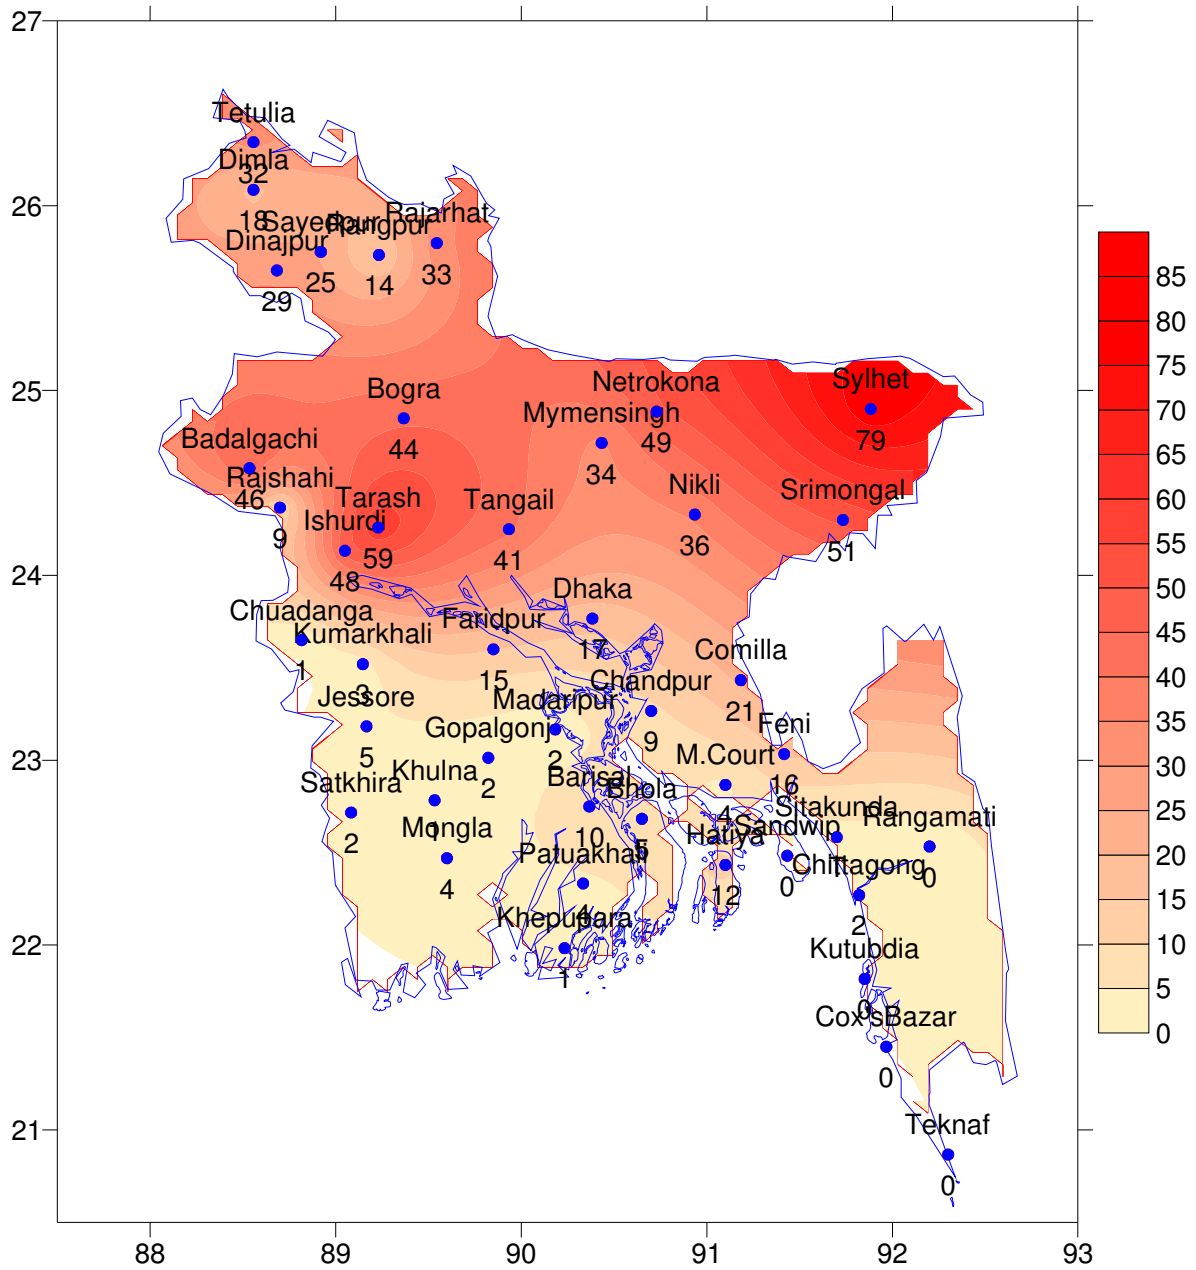 27
26
25
24
23
22
21
88
89
90
91
92
93
Tetulia
32
Dimla
18
Sayedpur
25
Rangpur
14
Rajarhat
33
Dinajpur
29
Bogra
44
Netrokona
49
Mymensingh
34
Sylhet
79
Badalgachi
46
Rajshahi
9
Tarash
59
Ishurdi
48
Tangail
41
Nikli
36
Srimongal
51
Chuadanga
1
Kumarkhali
3
Faridpur
15
Dhaka
17
Comilla
21
Jessore
5
Madaripur
2
Chandpur
9
Gopalgonj
2
Feni
16
M.Court
4
Satkhira
2
Khulna
1
Barisal
10
Bhola
5
Mongla
4
Hatiya
12
Sandwip
0
Sitakunda
1
Rangamati
0
Patuakhali
4
Chittagong
2
Khepupara
1
Kutubdia
0
Cox'sBazar
0
Teknaf
0
85
80
75
70
65
60
55
50
45
40
35
30
25
20
15
10
5
0